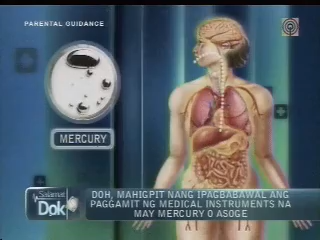 PARENTAL GUIDANCE
MERCURY
Salamat
Dok
DOH, MAHIGPIT NANG IPAGBABAWAL ANG
PAGGAMIT NG MEDICAL INSTRUMENTS NA
MAY MERCURY O ASOGE